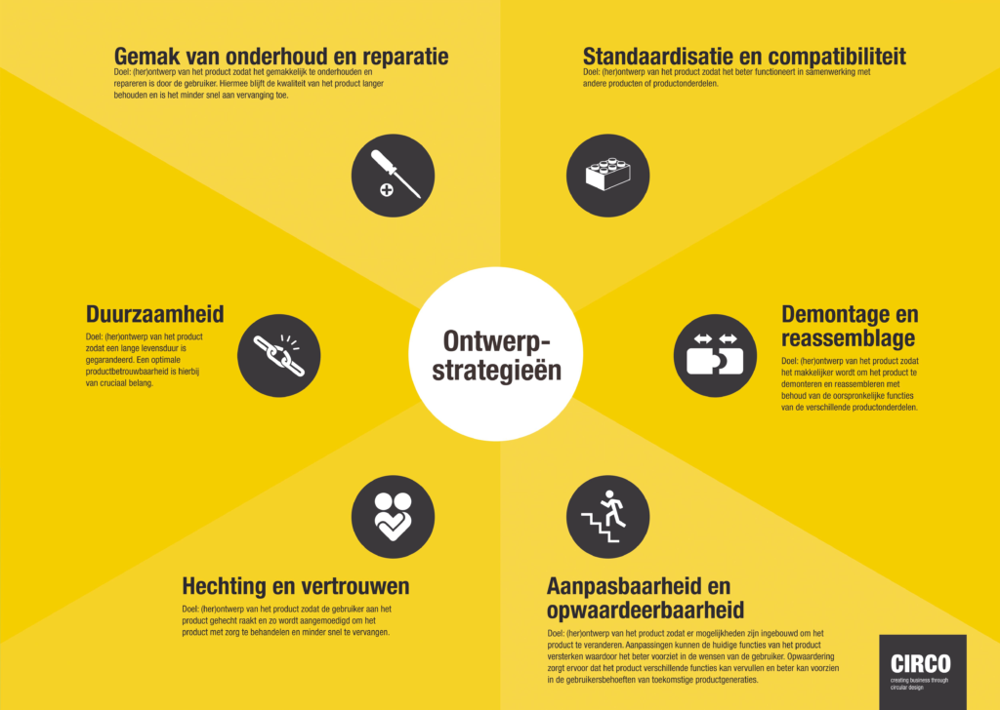 Gemak van onderhoud en reparatie
Doel: (her)ontwerp van het product zodat het gemakkelijk te onderhouden en
repareren is door de gebruiker. Hiermee blijft de kwaliteit van het product langer
behouden en is het minder snel aan vervanging toe.
Standaardisatie en compatibiliteit
Doel: (her)ontwerp van het product zodat het beter functioneert in samenwerking met
andere producten of productonderdelen.
Duurzaamheid
Doel: (her)ontwerp van het product
zodat een lange levensduur is
gegarandeerd. Een optimale
productbetrouwbaarheid is hierbij
van cruciaal belang.
Ontwerp-
strategieën
Demontage en
reassemblage
Doel: (her)ontwerp van het product zodat
het makkelijker wordt om het product te
demonteren en reassembleren met
behoud van de oorspronkelijke functies
van de verschillende productonderdelen.
Hechting en vertrouwen
Doel: (her)ontwerp van het product zodat de gebruiker aan het
product gehecht raakt en zo wordt aangemoedigd om het
product met zorg te behandelen en minder snel te vervangen.
Aanpasbaarheid en
opwaardeerbaarheid
Doel: (her)ontwerp van het product zodat er mogelijkheden zijn ingebouwd om het
product te veranderen. Aanpassingen kunnen de huidige functies van het product
versterken waardoor het beter voorziet in de wensen van de gebruiker. Opwaardering
zorgt ervoor dat het product verschillende functies kan vervullen en beter kan voorzien
in de gebruikersbehoeften van toekomstige productgeneraties.
CIRCO
creating business through
circular design